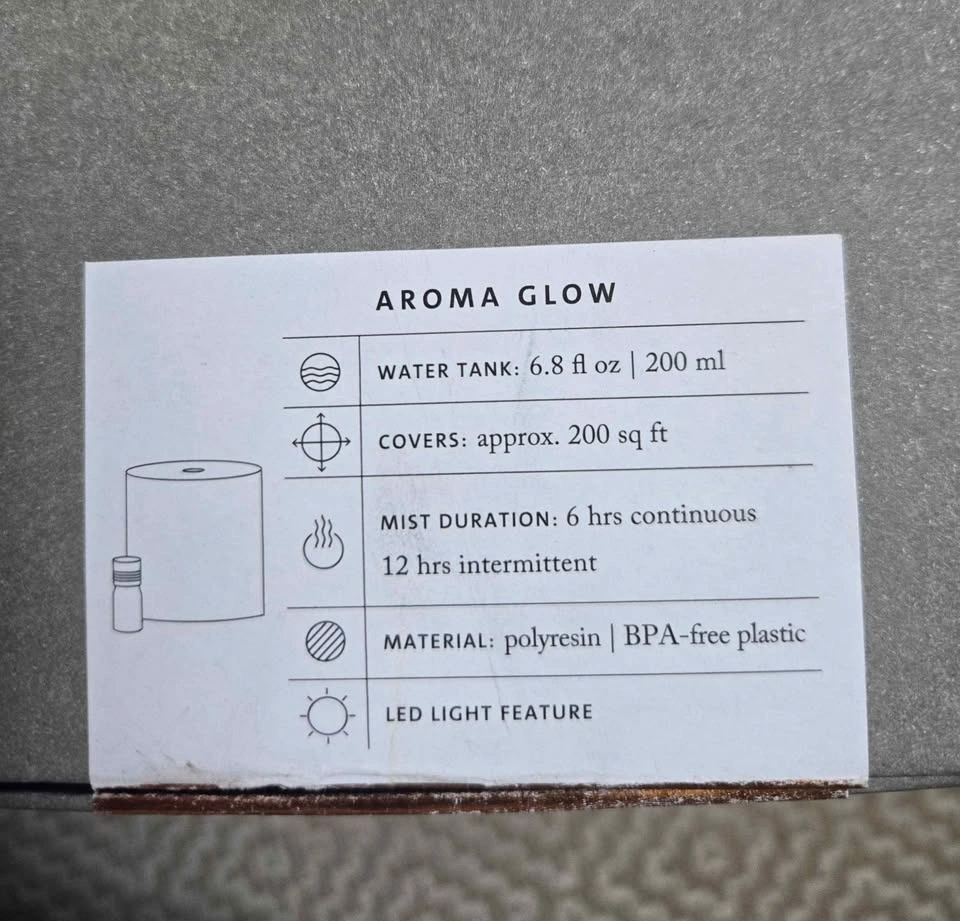 AROMA GLOW
WATER TANK: 6.8 fl oz | 200 ml
COVERS: approx. 200 sq ft
MIST DURATION: 6 hrs continuous
12 hrs intermittent
MATERIAL: polyresin | BPA-free plastic
LED LIGHT FEATURE